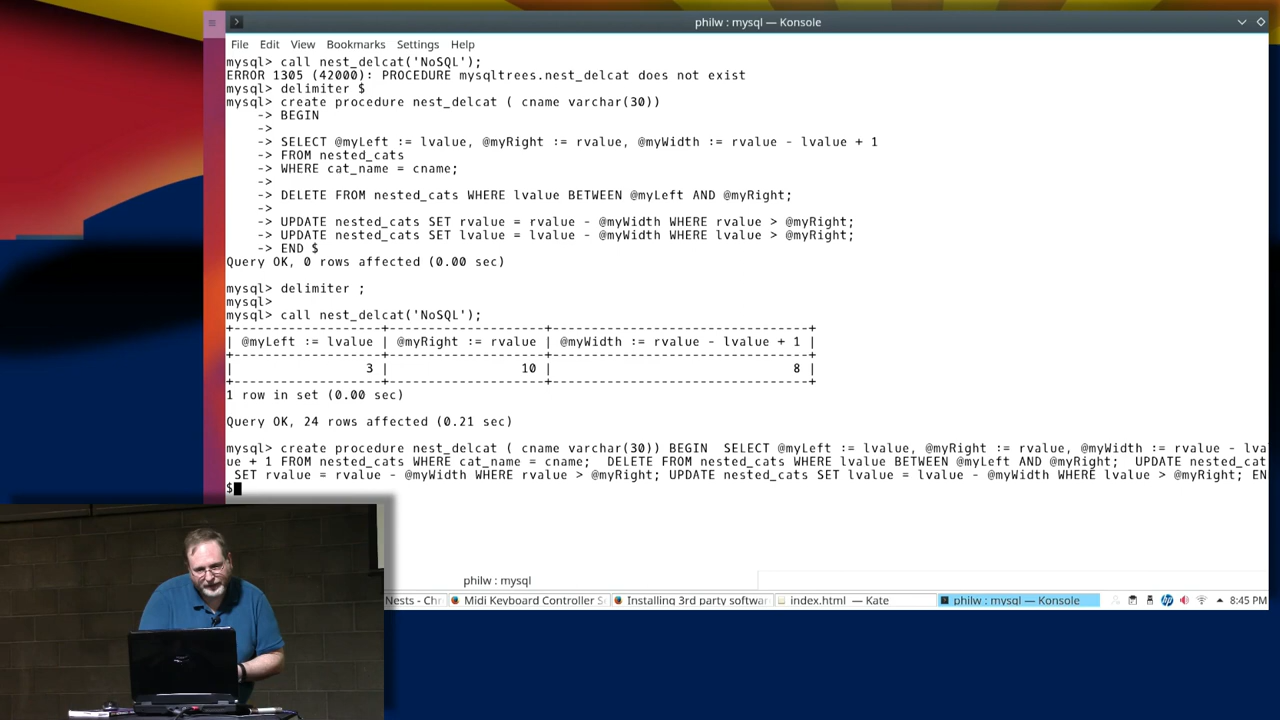 philw : mysql — Konsole
File Edit View Bookmarks Settings Help
mysql> call nest_delcat('NoSQL');
ERROR 1305 (42000): PROCEDURE mysqltrees.nest_delcat does not exist
mysql> delimiter $
mysql> create procedure nest_delcat ( cname varchar(30))
    -> BEGIN
    ->
    -> SELECT @myLeft := lvalue, @myRight := rvalue, @myWidth := rvalue - lvalue + 1
    -> FROM nested_cats
    -> WHERE cat_name = cname;
    ->
    -> DELETE FROM nested_cats WHERE lvalue BETWEEN @myLeft AND @myRight;
    ->
    -> UPDATE nested_cats SET rvalue = rvalue - @myWidth WHERE rvalue > @myRight;
    -> UPDATE nested_cats SET lvalue = lvalue - @myWidth WHERE lvalue > @myRight;
    -> END $
Query OK, 0 rows affected (0.00 sec)
mysql> delimiter ;
mysql>
mysql> call nest_delcat('NoSQL');
+-------------------+--------------------+---------------------------------+
| @myLeft := lvalue | @myRight := rvalue | @myWidth := rvalue - lvalue + 1 |
+-------------------+--------------------+---------------------------------+
|                 3 |                 10 |                               8 |
+-------------------+--------------------+---------------------------------+
1 row in set (0.00 sec)
Query OK, 24 rows affected (0.21 sec)
mysql> create procedure nest_delcat ( cname varchar(30)) BEGIN  SELECT @myLeft := lvalue, @myRight := rvalue, @myWidth := rvalue - lva
ue + 1 FROM nested_cats WHERE cat_name = cname;  DELETE FROM nested_cats WHERE lvalue BETWEEN @myLeft AND @myRight;  UPDATE nested_cat
 SET rvalue = rvalue - @myWidth WHERE rvalue > @myRight; UPDATE nested_cats SET lvalue = lvalue - @myWidth WHERE lvalue > @myRight; EN
$
philw : mysql
Nests - Chr Midi Keyboard Controller S Installing 3rd party softwa index.html — Kate philw : mysql — Konsole 8:45 PM